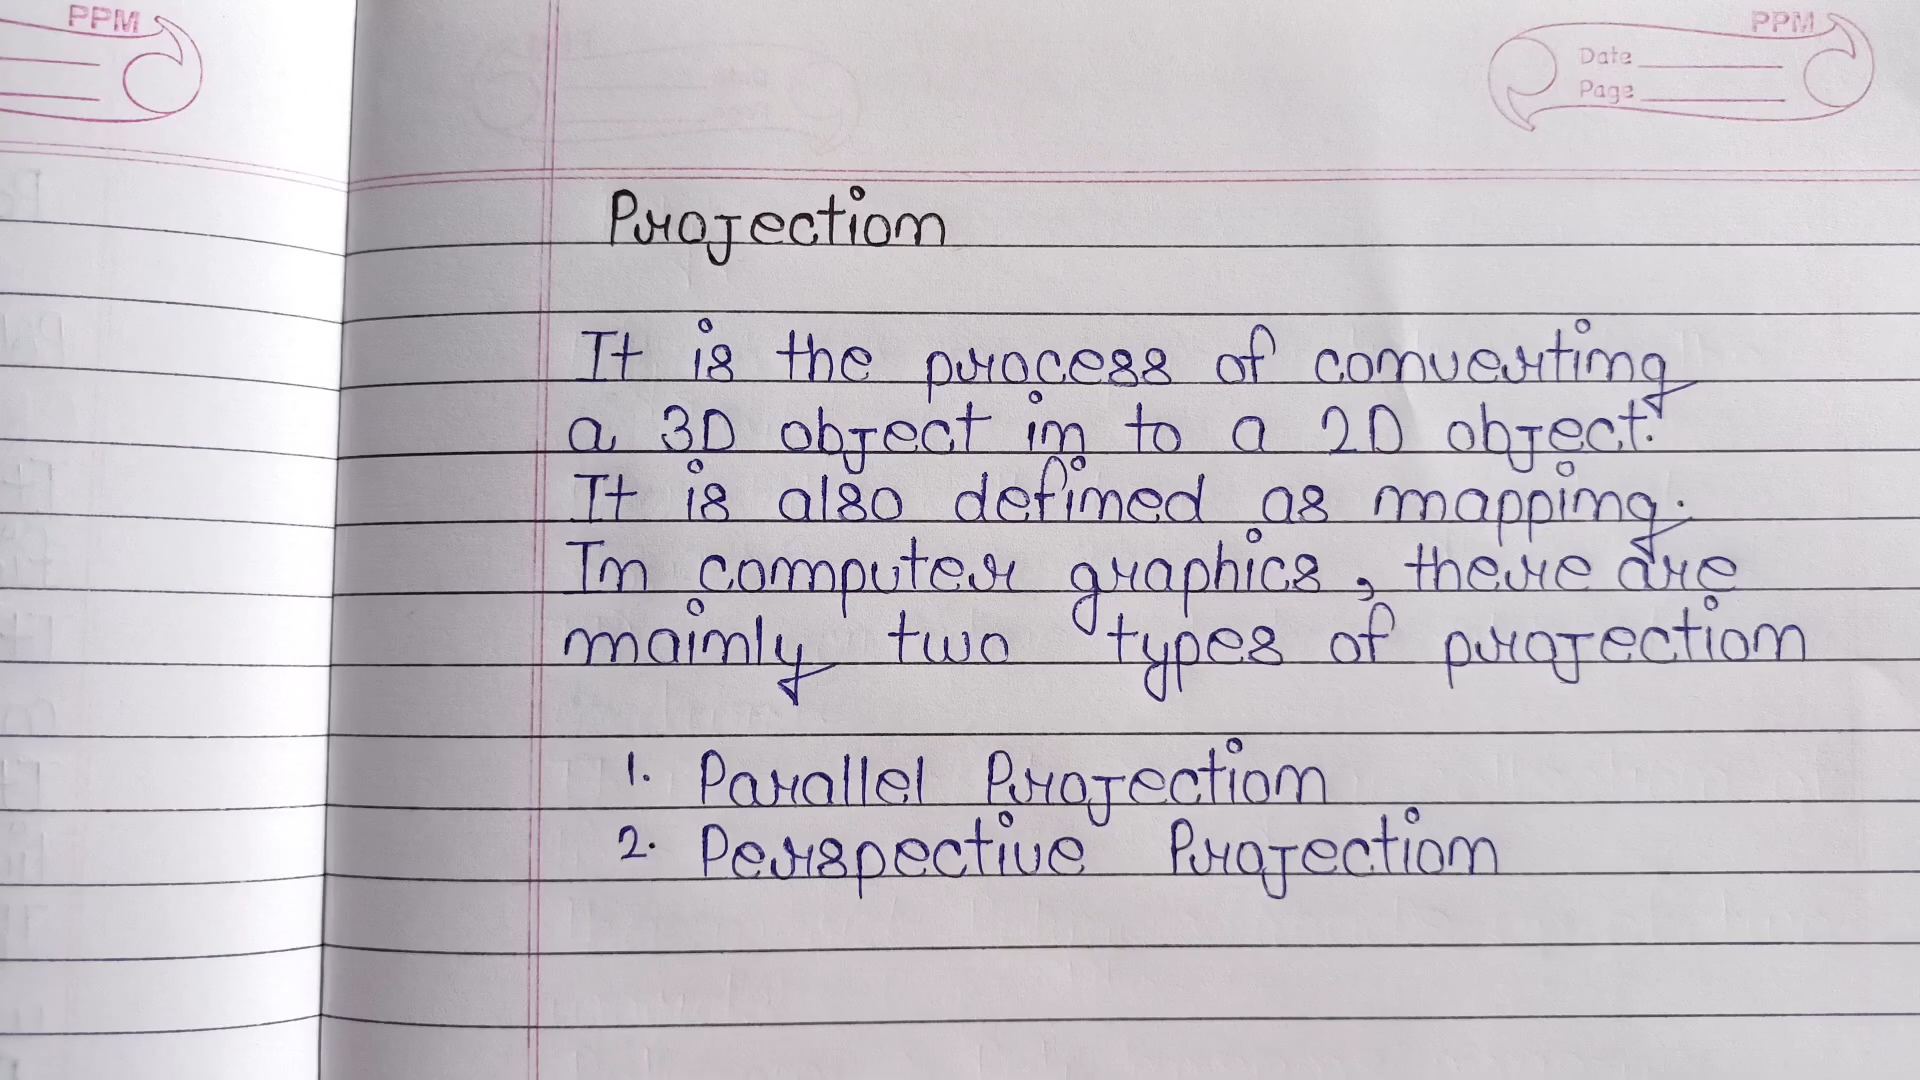 PPM
PPM
Date
Page
Projection
It is the process of converting
a 3D object in to a 2D object.
It is also defined as mapping.
In computer graphics, there are
mainly two types of projection
1. Parallel Projection
2. Perspective Projection